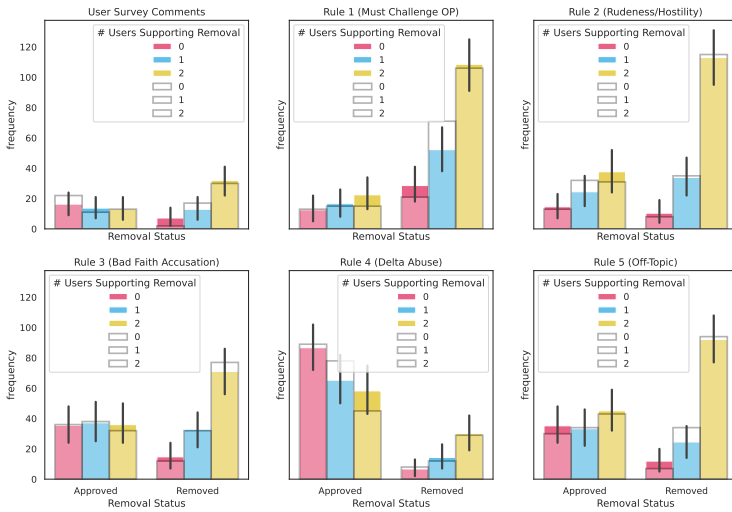 User Survey Comments
# Users Supporting Removal
0
1
2
0
1
2
frequency
120
100
80
60
40
20
0
Removal Status
Rule 1 (Must Challenge OP)
# Users Supporting Removal
0
1
2
0
1
2
frequency
Removal Status
Rule 2 (Rudeness/Hostility)
# Users Supporting Removal
0
1
2
0
1
2
frequency
Removal Status
Rule 3 (Bad Faith Accusation)
# Users Supporting Removal
0
1
2
0
1
2
frequency
120
100
80
60
40
20
0
Approved Removed
Removal Status
Rule 4 (Delta Abuse)
# Users Supporting Removal
0
1
2
0
1
2
frequency
Approved Removed
Removal Status
Rule 5 (Off-Topic)
# Users Supporting Removal
0
1
2
0
1
2
frequency
Approved Removed
Removal Status